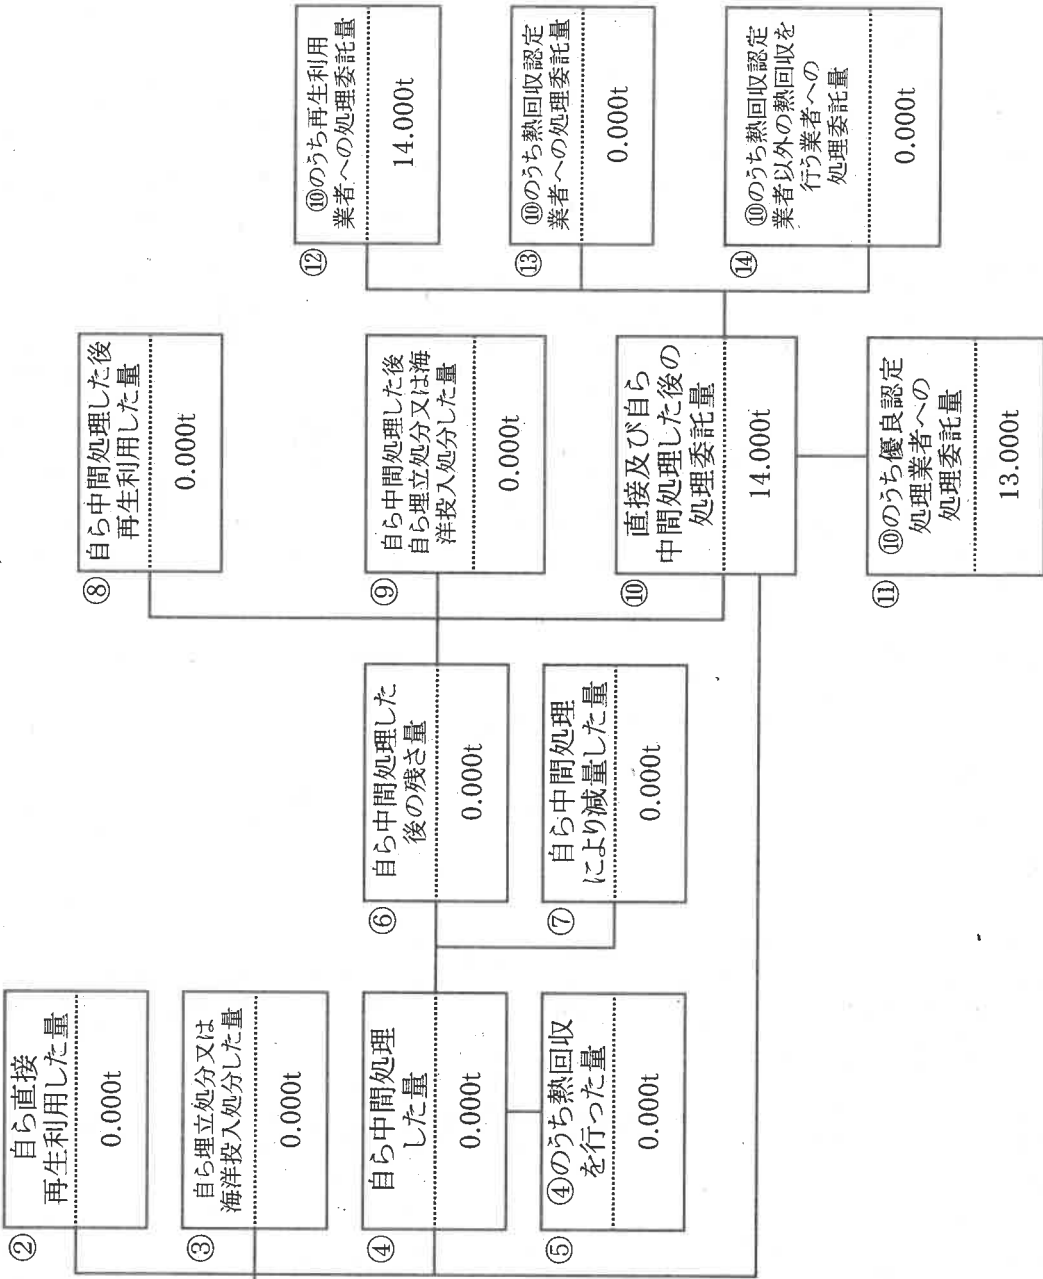 ②
自ら直接
再生利用した量
0.000t
③
自ら埋立処分又は
海洋投入処分した量
0.000t
④
自ら中間処理
した量
0.000t
⑤
④のうち熱回収
を行った量
0.000t
⑥
自ら中間処理した
後の残さ量
0.000t
⑦
自ら中間処理
により減量した量
0.000t
⑧
自ら中間処理した後
再生利用した量
0.000t
⑨
自ら中間処理した後
自ら埋立処分又は海
洋投入処分した量
0.000t
⑩
直接及び自ら
中間処理した後の
処理委託量
14.000t
⑪
⑩のうち優良認定
処理業者への
処理委託量
13.000t
⑫
⑩のうち再生利用
業者への処理委託量
14.000t
⑬
⑩のうち熱回収認定
業者への処理委託量
0.000t
⑭
⑩のうち熱回収認定
業者以外の熱回収を
行う業者への
処理委託量
0.000t